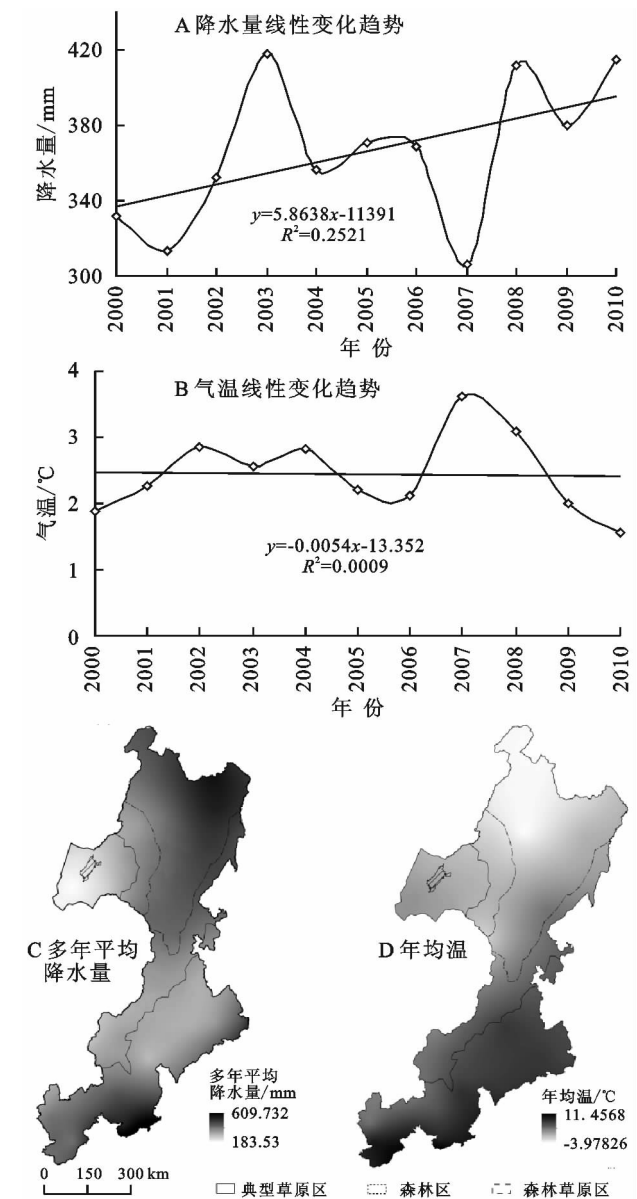 A 降水量线性变化趋势
420
380
340
300
降水量/mm
y=5.8638x-11391
R²=0.2521
2000 2001 2002 2003 2004 2005 2006 2007 2008 2009 2010
年 份
B 气温线性变化趋势
4
3
2
1
0
气温/℃
y=-0.0054x-13.352
R²=0.0009
2000 2001 2002 2003 2004 2005 2006 2007 2008 2009 2010
年 份
C 多年平均
降水量
多年平均
降水量/mm
609.732
183.53
D 年均温
年均温/℃
11.4568
-3.97826
0 150 300 km
典型草原区 森林区 森林草原区